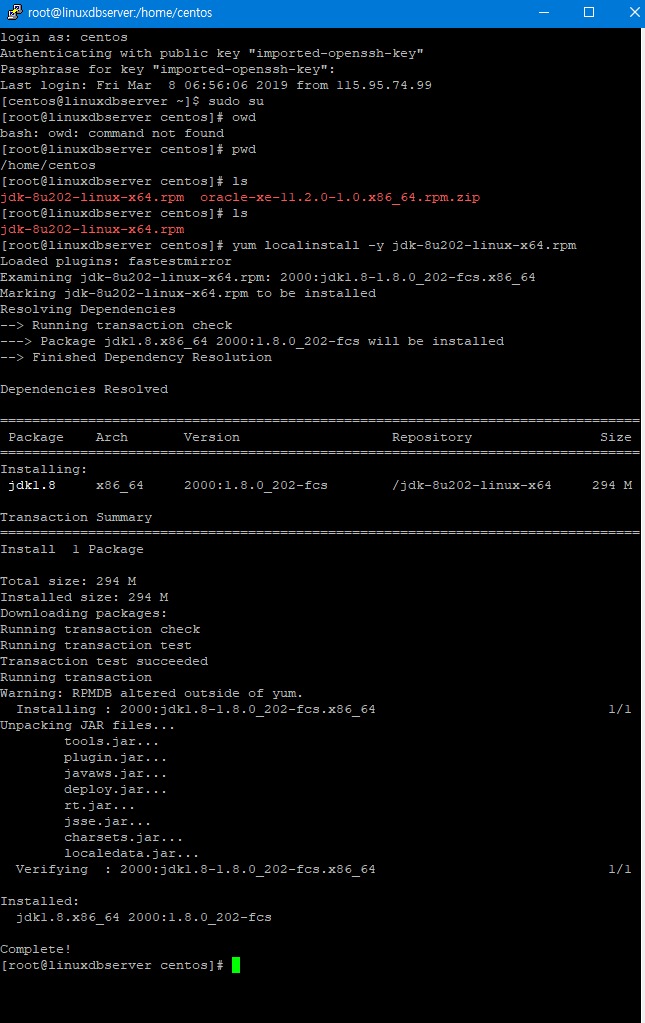 root@linuxdbserver:/home/centos
login as: centos
Authenticating with public key "imported-openssh-key"
Passphrase for key "imported-openssh-key":
Last login: Fri Mar  8 06:56:06 2019 from 115.95.74.99
[centos@linuxdbserver ~]$ sudo su
[root@linuxdbserver centos]# owd
bash: owd: command not found
[root@linuxdbserver centos]# pwd
/home/centos
[root@linuxdbserver centos]# ls
jdk-8u202-linux-x64.rpm  oracle-xe-11.2.0-1.0.x86_64.rpm.zip
[root@linuxdbserver centos]# ls
jdk-8u202-linux-x64.rpm
[root@linuxdbserver centos]# yum localinstall -y jdk-8u202-linux-x64.rpm
Loaded plugins: fastestmirror
Examining jdk-8u202-linux-x64.rpm: 2000:jdk1.8-1.8.0_202-fcs.x86_64
Marking jdk-8u202-linux-x64.rpm to be installed
Resolving Dependencies
--> Running transaction check
---> Package jdk1.8.x86_64 2000:1.8.0_202-fcs will be installed
--> Finished Dependency Resolution
Dependencies Resolved
================================================================================
Package    Arch       Version                   Repository                Size
================================================================================
Installing:
jdk1.8     x86_64     2000:1.8.0_202-fcs        /jdk-8u202-linux-x64     294 M
Transaction Summary
================================================================================
Install  1 Package
Total size: 294 M
Installed size: 294 M
Downloading packages:
Running transaction check
Running transaction test
Transaction test succeeded
Running transaction
Warning: RPMDB altered outside of yum.
Installing : 2000:jdk1.8-1.8.0_202-fcs.x86_64                             1/1
Unpacking JAR files...
tools.jar...
plugin.jar...
javaws.jar...
deploy.jar...
rt.jar...
jsse.jar...
charsets.jar...
localedata.jar...
Verifying  : 2000:jdk1.8-1.8.0_202-fcs.x86_64                             1/1
Installed:
jdk1.8.x86_64 2000:1.8.0_202-fcs
Complete!
[root@linuxdbserver centos]#